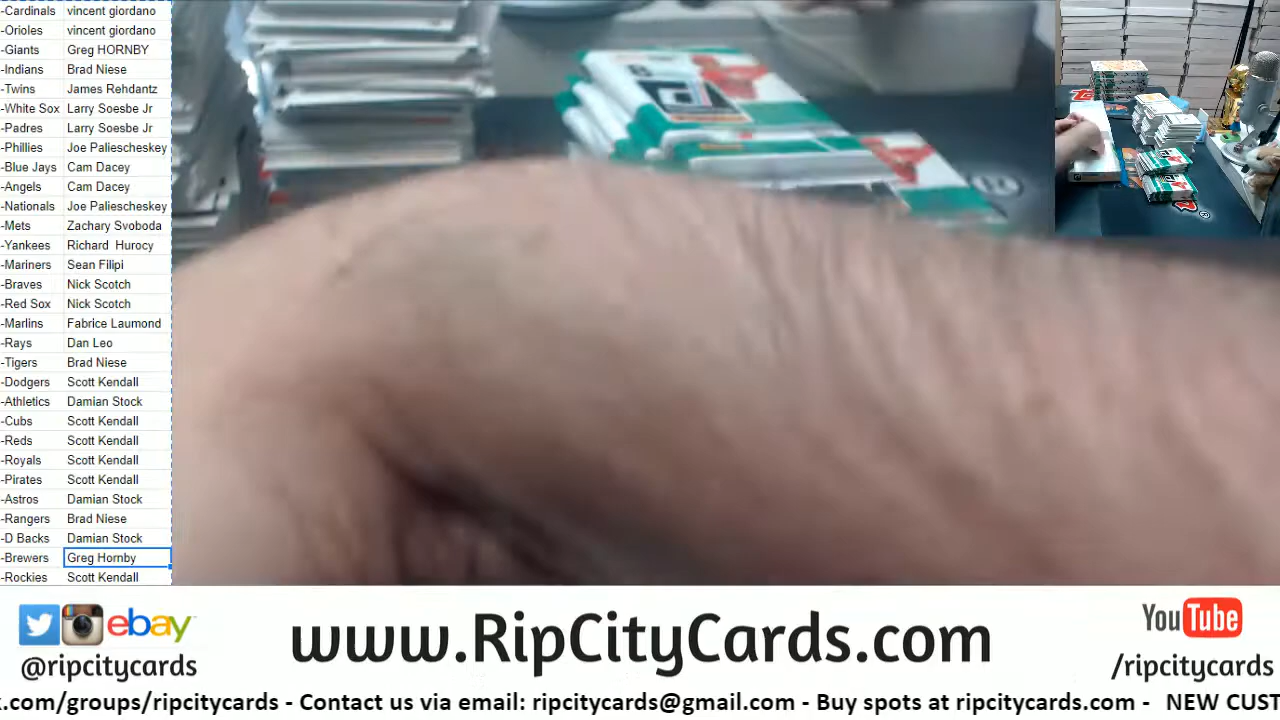 -Cardinals vincent giordano
-Orioles vincent giordano
-Giants Greg HORNBY
-Indians Brad Niese
-Twins James Rehdantz
-White Sox Larry Soesbe Jr
-Padres Larry Soesbe Jr
-Phillies Joe Paliescheskey
-Blue Jays Cam Dacey
-Angels Cam Dacey
-Nationals Joe Paliescheskey
-Mets Zachary Svoboda
-Yankees Richard Hurocy
-Mariners Sean Filipi
-Braves Nick Scotch
-Red Sox Nick Scotch
-Marlins Fabrice Laumond
-Rays Dan Leo
-Tigers Brad Niese
-Dodgers Scott Kendall
-Athletics Damian Stock
-Cubs Scott Kendall
-Reds Scott Kendall
-Royals Scott Kendall
-Pirates Scott Kendall
-Astros Damian Stock
-Rangers Brad Niese
-D Backs Damian Stock
-Brewers Greg Hornby
-Rockies Scott Kendall
ebay
@ripcitycards
www.RipCityCards.com
YouTube
/ripcitycards
k.com/groups/ripcitycards - Contact us via email: ripcitycards@gmail.com - Buy spots at ripcitycards.com - NEW CUST